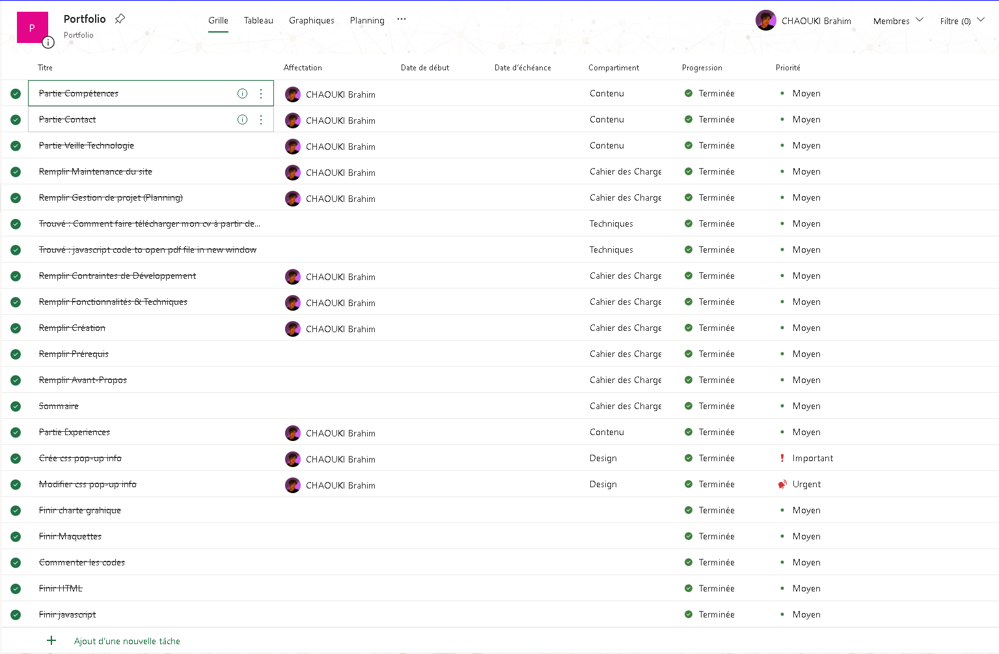 P
Portfolio
Portfolio
Grille Tableau Graphiques Planning ...
CHAOUKI Brahim Membres Filtre (0)
Titre Affectation Date de début Date d'échéance Compartiment Progression Priorité
Partie Compétences CHAOUKI Brahim Contenu Terminée Moyen
Partie Contact CHAOUKI Brahim Contenu Terminée Moyen
Partie Veille Technologie CHAOUKI Brahim Contenu Terminée Moyen
Remplir Maintenance du site CHAOUKI Brahim Cahier des Charge Terminée Moyen
Remplir Gestion de projet (Planning) CHAOUKI Brahim Cahier des Charge Terminée Moyen
Trouvé : Comment faire télécharger mon cv à partir de... Techniques Terminée Moyen
Trouvé : javascript code to open pdf file in new window Techniques Terminée Moyen
Remplir Contraintes de Développement CHAOUKI Brahim Cahier des Charge Terminée Moyen
Remplir Fonctionnalités & Techniques CHAOUKI Brahim Cahier des Charge Terminée Moyen
Remplir Création CHAOUKI Brahim Cahier des Charge Terminée Moyen
Remplir Prérequis Cahier des Charge Terminée Moyen
Remplir Avant-Propos Cahier des Charge Terminée Moyen
Sommaire Cahier des Charge Terminée Moyen
Partie Experiences CHAOUKI Brahim Contenu Terminée Moyen
Crée css pop-up info CHAOUKI Brahim Design Terminée Important
Modifier css pop-up info CHAOUKI Brahim Design Terminée Urgent
Finir charte grahique Terminée Moyen
Finir Maquettes Terminée Moyen
Commenter les codes Terminée Moyen
Finir HTML Terminée Moyen
Finir javascript Terminée Moyen
+ Ajout d'une nouvelle tâche